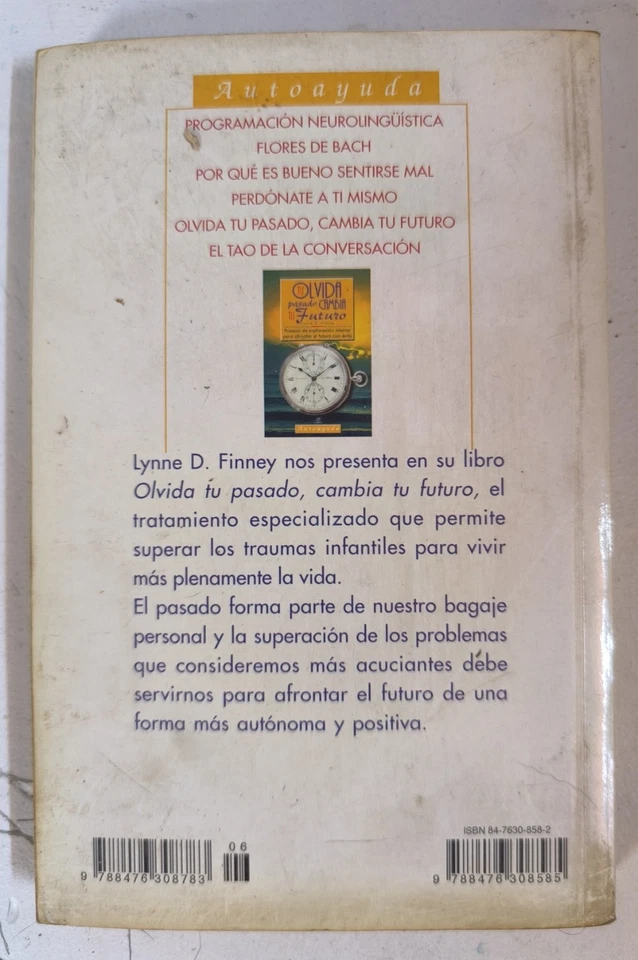 Autoayuda
PROGRAMACIÓN NEUROLINGÜÍSTICA
FLORES DE BACH
POR QUÉ ES BUENO SENTIRSE MAL
PERDÓNATE A TI MISMO
OLVIDA TU PASADO, CAMBIA TU FUTURO
EL TAO DE LA CONVERSACIÓN
OLVIDA
TU pasado, CAMBIA
TU Futuro
Autoayuda
Lynne D. Finney nos presenta en su libro
Olvida tu pasado, cambia tu futuro, el
tratamiento especializado que permite
superar los traumas infantiles para vivir
más plenamente la vida.
El pasado forma parte de nuestro bagaje
personal y la superación de los problemas
que consideremos más acuciantes debe
servirnos para afrontar el futuro de una
forma más autónoma y positiva.
06
9 788476 308783
ISBN 84-7630-858-2
9 788476 308585